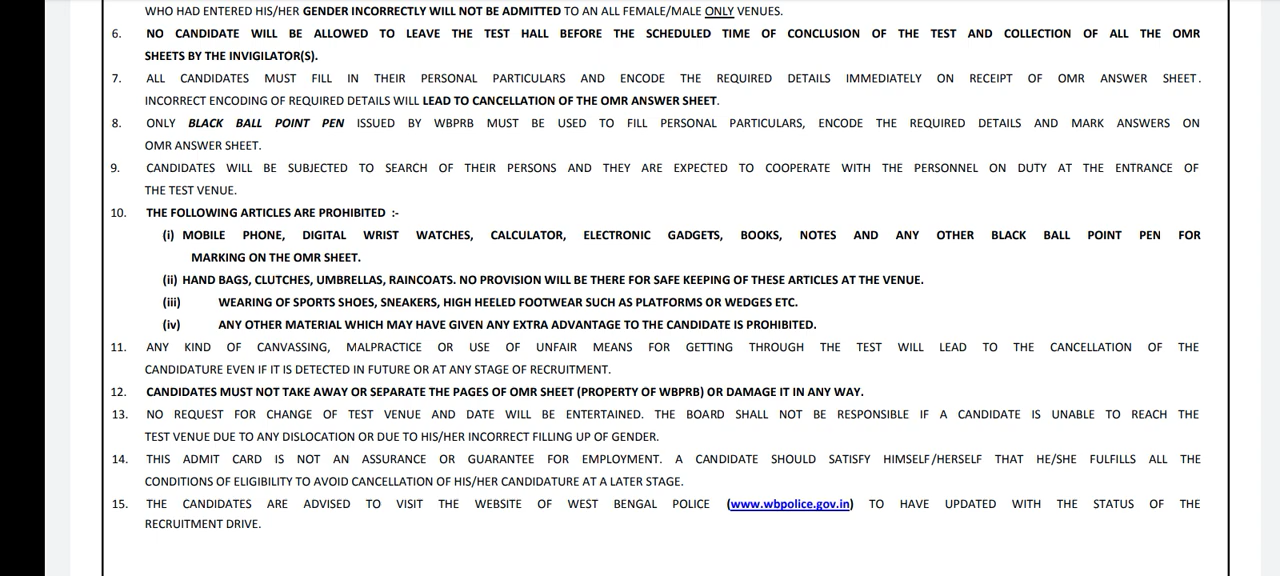 WHO HAD ENTERED HIS/HER GENDER INCORRECTLY WILL NOT BE ADMITTED TO AN ALL FEMALE/MALE ONLY VENUES.
6. NO CANDIDATE WILL BE ALLOWED TO LEAVE THE TEST HALL BEFORE THE SCHEDULED TIME OF CONCLUSION OF THE TEST AND COLLECTION OF ALL THE OMR
SHEETS BY THE INVIGILATOR(S).
7. ALL CANDIDATES MUST FILL IN THEIR PERSONAL PARTICULARS AND ENCODE THE REQUIRED DETAILS IMMEDIATELY ON RECEIPT OF OMR ANSWER SHEET.
INCORRECT ENCODING OF REQUIRED DETAILS WILL LEAD TO CANCELLATION OF THE OMR ANSWER SHEET.
8. ONLY BLACK BALL POINT PEN ISSUED BY WBPRB MUST BE USED TO FILL PERSONAL PARTICULARS, ENCODE THE REQUIRED DETAILS AND MARK ANSWERS ON
OMR ANSWER SHEET.
9. CANDIDATES WILL BE SUBJECTED TO SEARCH OF THEIR PERSONS AND THEY ARE EXPECTED TO COOPERATE WITH THE PERSONNEL ON DUTY AT THE ENTRANCE OF
THE TEST VENUE.
10. THE FOLLOWING ARTICLES ARE PROHIBITED :-
(i) MOBILE PHONE, DIGITAL WRIST WATCHES, CALCULATOR, ELECTRONIC GADGETS, BOOKS, NOTES AND ANY OTHER BLACK BALL POINT PEN FOR
MARKING ON THE OMR SHEET.
(ii) HAND BAGS, CLUTCHES, UMBRELLAS, RAINCOATS. NO PROVISION WILL BE THERE FOR SAFE KEEPING OF THESE ARTICLES AT THE VENUE.
(iii) WEARING OF SPORTS SHOES, SNEAKERS, HIGH HEELED FOOTWEAR SUCH AS PLATFORMS OR WEDGES ETC.
(iv) ANY OTHER MATERIAL WHICH MAY HAVE GIVEN ANY EXTRA ADVANTAGE TO THE CANDIDATE IS PROHIBITED.
11. ANY KIND OF CANVASSING, MALPRACTICE OR USE OF UNFAIR MEANS FOR GETTING THROUGH THE TEST WILL LEAD TO THE CANCELLATION OF THE
CANDIDATURE EVEN IF IT IS DETECTED IN FUTURE OR AT ANY STAGE OF RECRUITMENT.
12. CANDIDATES MUST NOT TAKE AWAY OR SEPARATE THE PAGES OF OMR SHEET (PROPERTY OF WBPRB) OR DAMAGE IT IN ANY WAY.
13. NO REQUEST FOR CHANGE OF TEST VENUE AND DATE WILL BE ENTERTAINED. THE BOARD SHALL NOT BE RESPONSIBLE IF A CANDIDATE IS UNABLE TO REACH THE
TEST VENUE DUE TO ANY DISLOCATION OR DUE TO HIS/HER INCORRECT FILLING UP OF GENDER.
14. THIS ADMIT CARD IS NOT AN ASSURANCE OR GUARANTEE FOR EMPLOYMENT. A CANDIDATE SHOULD SATISFY HIMSELF/HERSELF THAT HE/SHE FULFILLS ALL THE
CONDITIONS OF ELIGIBILITY TO AVOID CANCELLATION OF HIS/HER CANDIDATURE AT A LATER STAGE.
15. THE CANDIDATES ARE ADVISED TO VISIT THE WEBSITE OF WEST BENGAL POLICE (www.wbpolice.gov.in) TO HAVE UPDATED WITH THE STATUS OF THE
RECRUITMENT DRIVE.